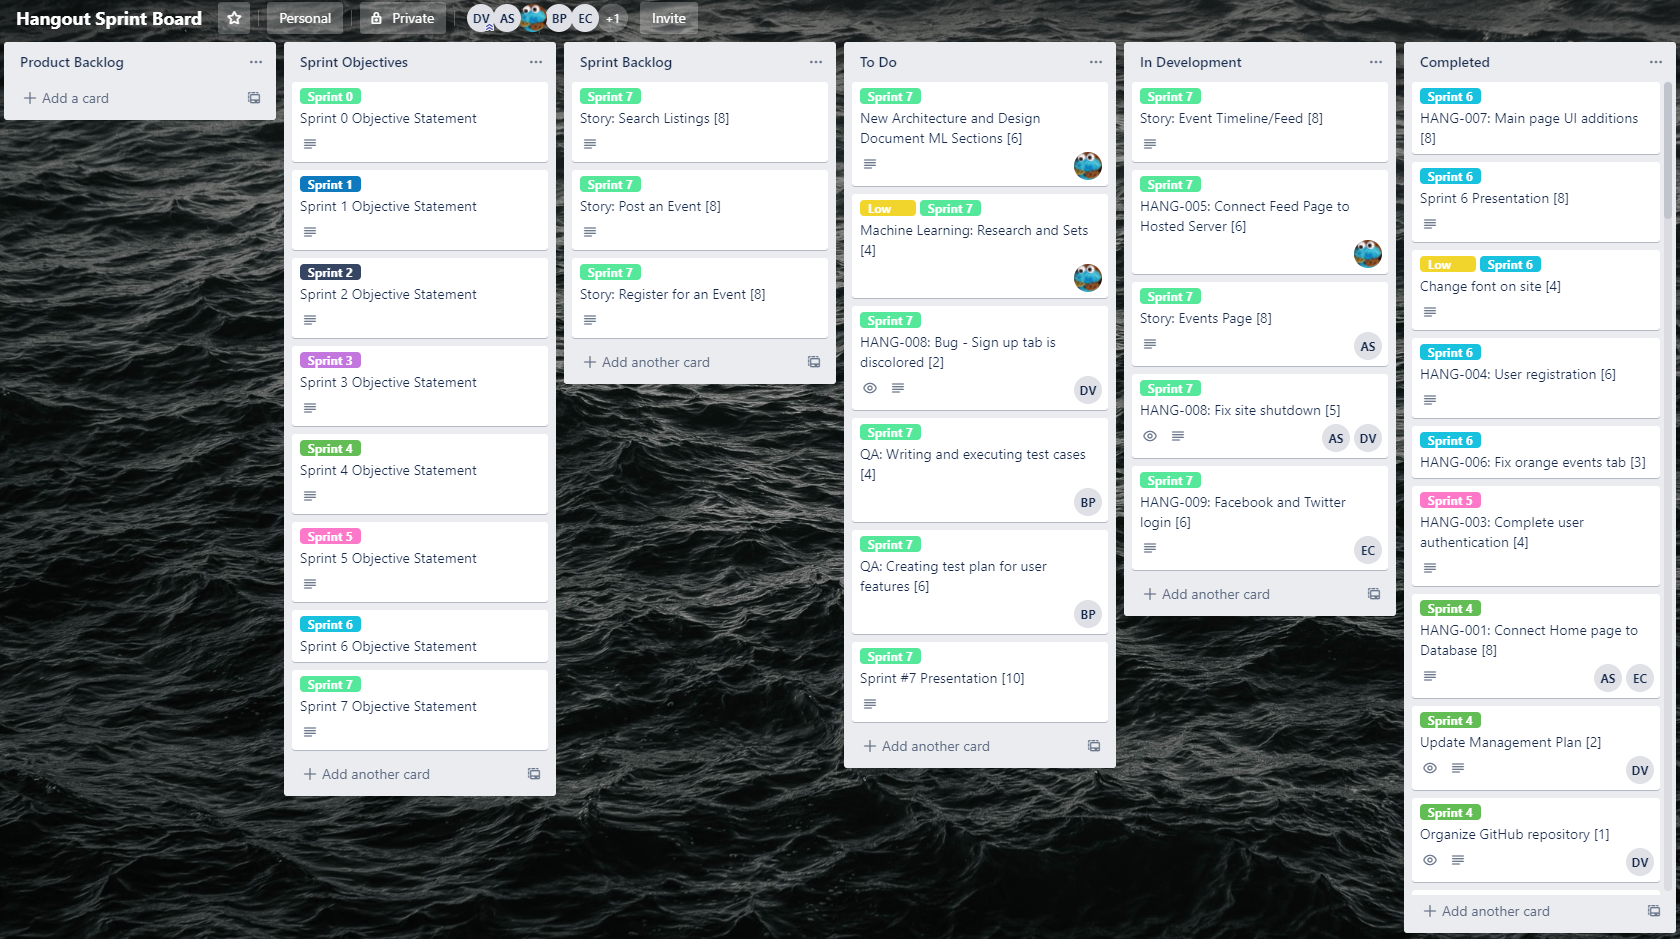 Hangout Sprint Board
Personal
Private
DV
AS
BP
EC
+1
Invite
Product Backlog
Add a card
Sprint Objectives
Sprint 0
Sprint 0 Objective Statement
Sprint 1
Sprint 1 Objective Statement
Sprint 2
Sprint 2 Objective Statement
Sprint 3
Sprint 3 Objective Statement
Sprint 4
Sprint 4 Objective Statement
Sprint 5
Sprint 5 Objective Statement
Sprint 6
Sprint 6 Objective Statement
Sprint 7
Sprint 7 Objective Statement
Add another card
Sprint Backlog
Sprint 7
Story: Search Listings [8]
Sprint 7
Story: Post an Event [8]
Sprint 7
Story: Register for an Event [8]
Add another card
To Do
Sprint 7
New Architecture and Design
Document ML Sections [6]
Low Sprint 7
Machine Learning: Research and Sets
[4]
Sprint 7
HANG-008: Bug - Sign up tab is
discolored [2]
DV
Sprint 7
QA: Writing and executing test cases
[4]
BP
Sprint 7
QA: Creating test plan for user
features [6]
BP
Sprint 7
Sprint #7 Presentation [10]
Add another card
In Development
Sprint 7
Story: Event Timeline/Feed [8]
Sprint 7
HANG-005: Connect Feed Page to
Hosted Server [6]
Sprint 7
Story: Events Page [8]
AS
Sprint 7
HANG-008: Fix site shutdown [5]
AS DV
Sprint 7
HANG-009: Facebook and Twitter
login [6]
EC
Add another card
Completed
Sprint 6
HANG-007: Main page UI additions
[8]
Sprint 6
Sprint 6 Presentation [8]
Low Sprint 6
Change font on site [4]
Sprint 6
HANG-004: User registration [6]
Sprint 6
HANG-006: Fix orange events tab [3]
Sprint 5
HANG-003: Complete user
authentication [4]
Sprint 4
HANG-001: Connect Home page to
Database [8]
AS EC
Sprint 4
Update Management Plan [2]
DV
Sprint 4
Organize GitHub repository [1]
DV
Add another card